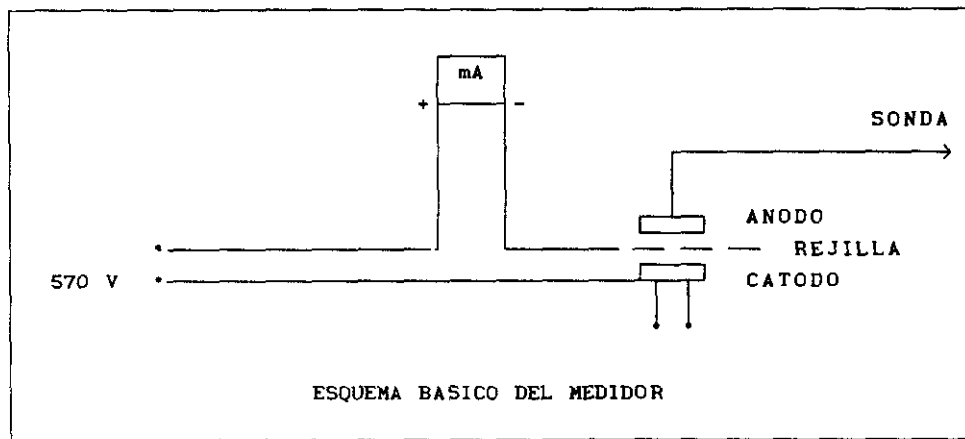 mA
+ -
SONDA
ANODO
REJILLA
570 V
CATODO
ESQUEMA BASICO DEL MEDIDOR